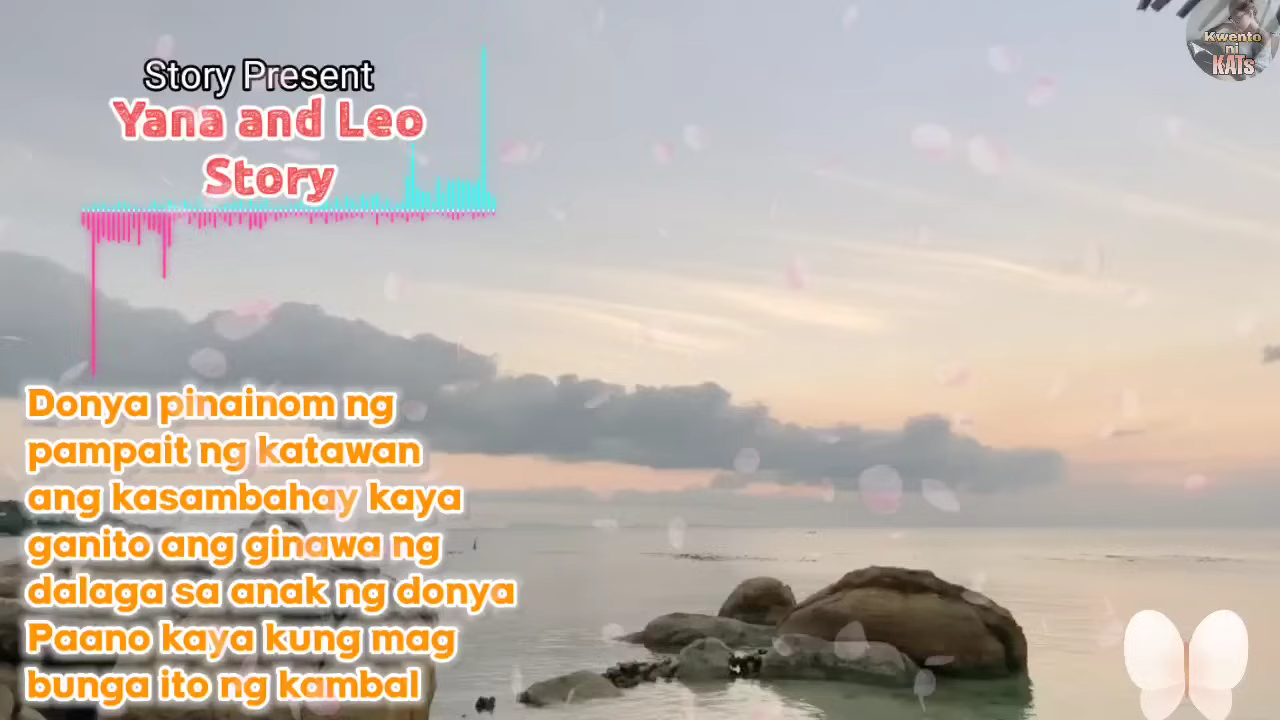 Story Present
Yana and Leo
Story
Kwento
ni
KATs
Donya pinainom ng
pampait ng katawan
ang kasambahay kaya
ganito ang ginawa ng
dalaga sa anak ng donya
Paano kaya kung mag
bunga ito ng kambal